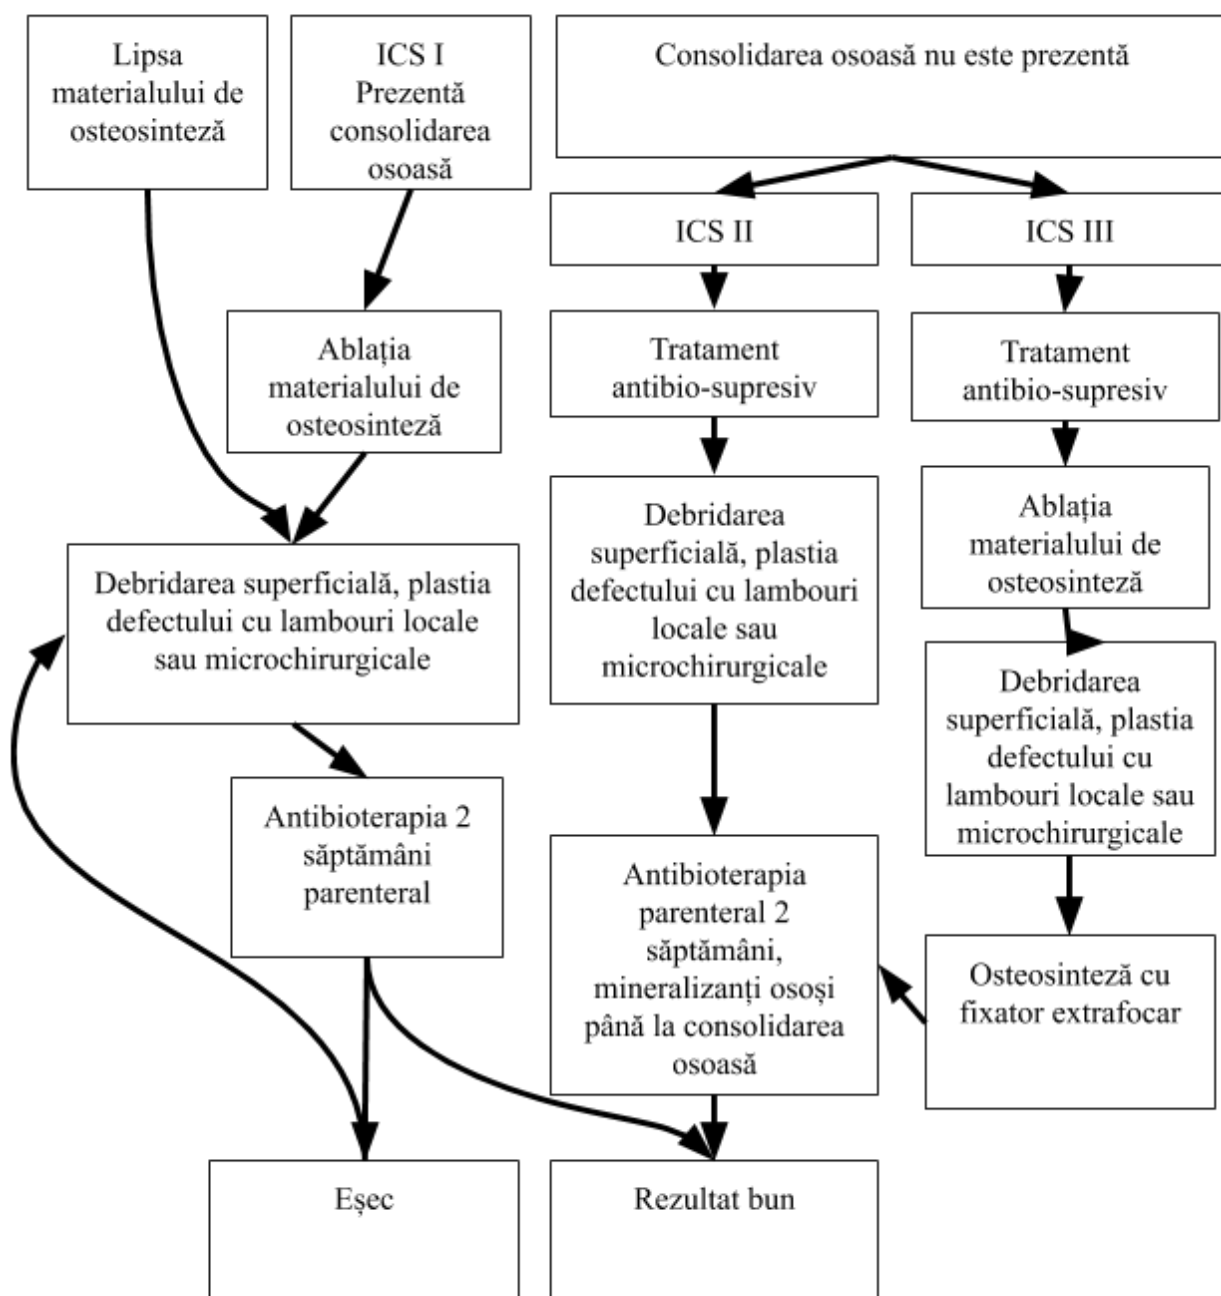 Lipsa
materialului de
osteosinteză
ICS I
Prezentă
consolidarea
osoasă
Consolidarea osoasă nu este prezentă
ICS II
ICS III
Ablația
materialului de
osteosinteză
Tratament
antibio-supresiv
Tratament
antibio-supresiv
Debridarea superficială, plastia
defectului cu lambouri locale
sau microchirurgicale
Debridarea
superficială, plastia
defectului cu lambouri
locale sau
microchirurgicale
Ablația
materialului de
osteosinteză
Debridarea
superficială, plastia
defectului cu
lambouri locale sau
microchirurgicale
Antibioterapia 2
săptămâni
parenteral
Antibioterapia
parenteral 2
săptămâni,
mineralizanți osoși
până la consolidarea
osoasă
Osteosinteză cu
fixator extrafocar
Eșec
Rezultat bun